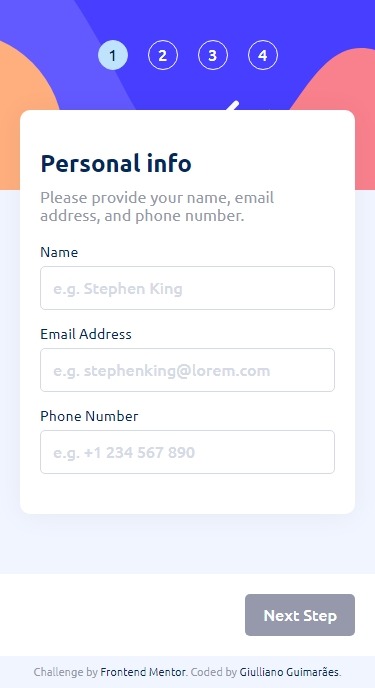 1 2 3 4
Personal info
Please provide your name, email
address, and phone number.
Name
e.g. Stephen King
Email Address
e.g. stephenking@lorem.com
Phone Number
e.g. +1 234 567 890
Next Step
Challenge by Frontend Mentor. Coded by Giulliano Guimarães.